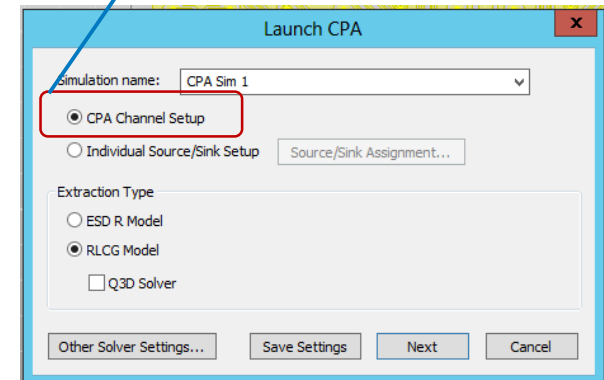 Launch CPA
x
Simulation name: CPA Sim 1
CPA Channel Setup
Individual Source/Sink Setup Source/Sink Assignment...
Extraction Type
ESD R Model
RLCG Model
Q3D Solver
Other Solver Settings... Save Settings Next Cancel